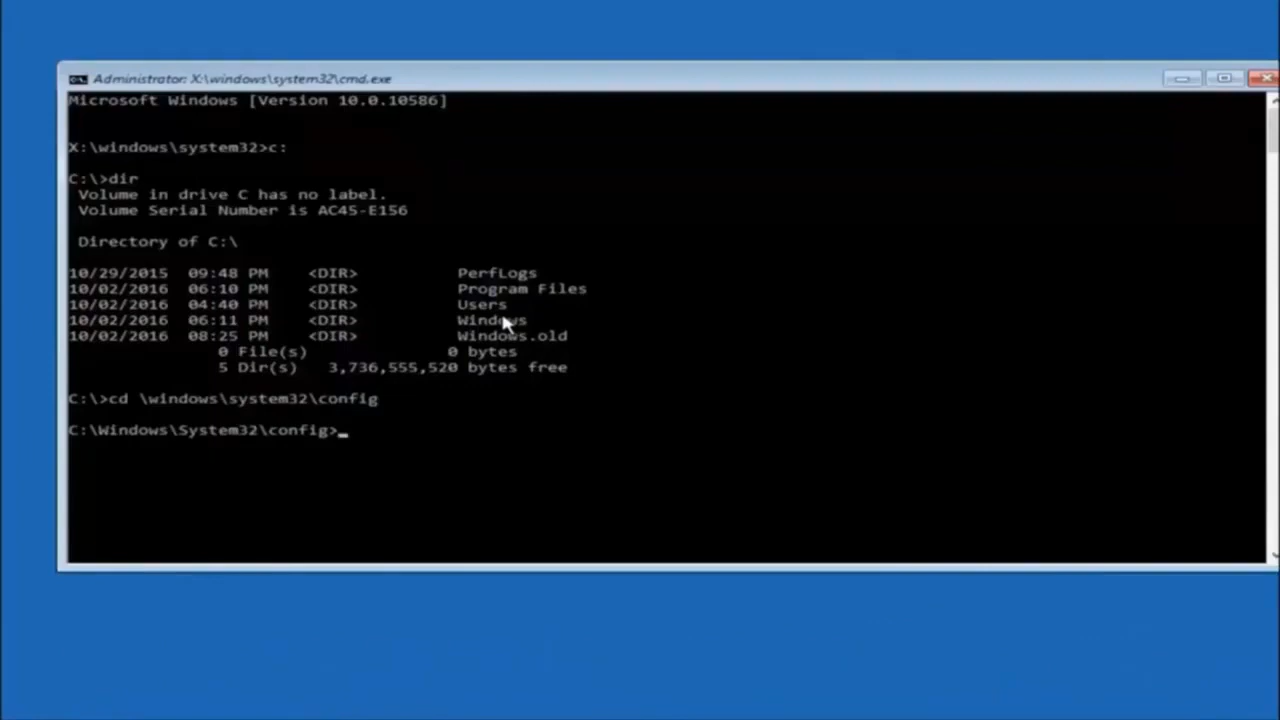 Administrator: X:\windows\system32\cmd.exe
Microsoft Windows [Version 10.0.10586]
X:\windows\system32>c:
C:\>dir
Volume in drive C has no label.
Volume Serial Number is AC45-E156
Directory of C:\
10/29/2015  09:48 PM    <DIR>          PerfLogs
10/02/2016  06:10 PM    <DIR>          Program Files
10/02/2016  04:40 PM    <DIR>          Users
10/02/2016  06:11 PM    <DIR>          Windows
10/02/2016  08:25 PM    <DIR>          Windows.old
0 File(s)              0 bytes
5 Dir(s)   3,736,555,520 bytes free
C:\>cd \windows\system32\config
C:\Windows\System32\config>_